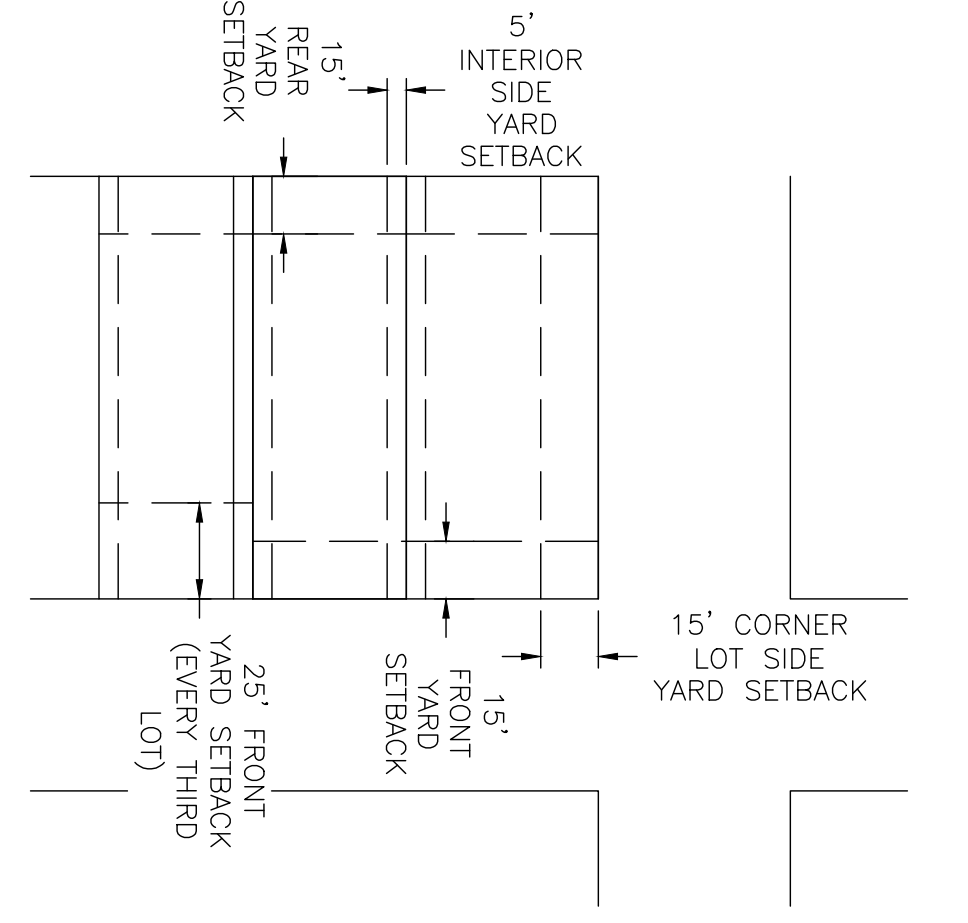 15'
REAR
YARD
SETBACK
5'
INTERIOR
SIDE
YARD
SETBACK
15' CORNER
LOT SIDE
YARD SETBACK
15'
FRONT
YARD
SETBACK
25' FRONT
YARD SETBACK
(EVERY THIRD
LOT)